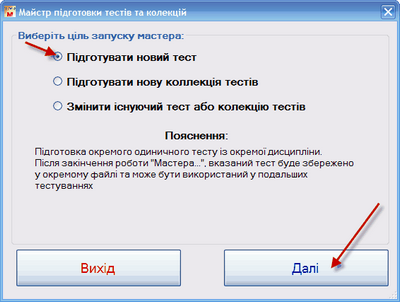 Майстр підготовки тестів та колекцій
Виберіть ціль запуску мастера:
Підготувати новий тест
Підготувати нову коллекція тестів
Змінити існуючий тест або колекцію тестів
Пояснення:
Підготовка окремого одиничного тесту із окремої дисципліни.
Після закінчення роботи "Мастера...", вказаний тест буде збережено
у окремому файлі та може бути використаний у подальших
тестуваннях
Вихід
Далі